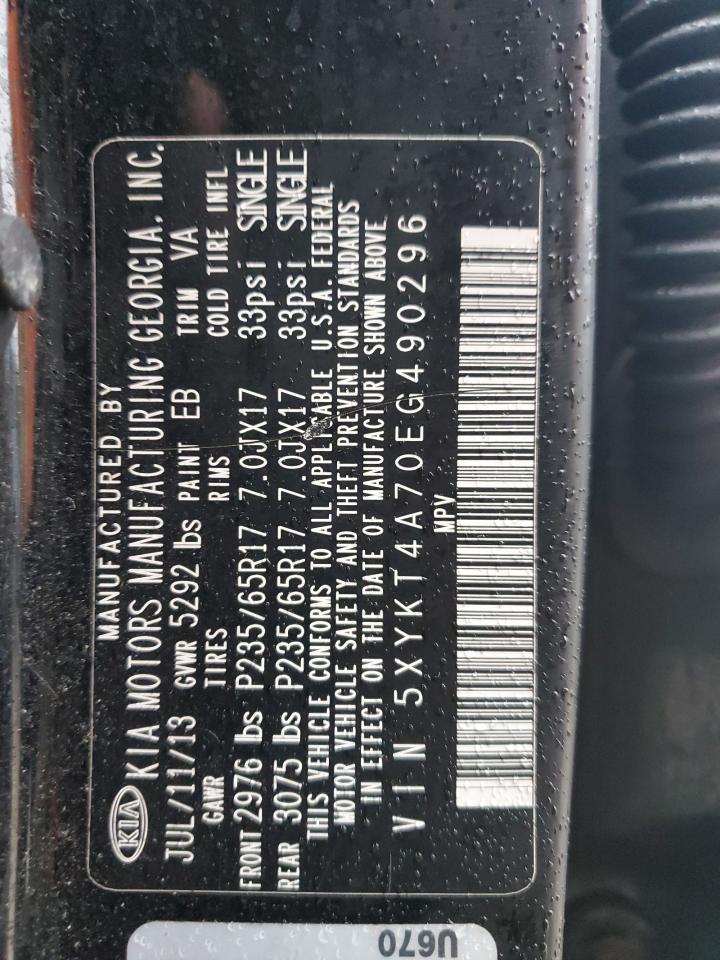 MANUFACTURED BY
KIA KIA MOTORS MANUFACTURING GEORGIA, INC.
JUL/11/13 GVWR 5292 lbs PAINT EB TRIM VA
GAWR TIRES RIMS COLD TIRE INFL
FRONT 2976 lbs P235/65R17 7.0JX17 33psi SINGLE
REAR 3075 lbs P235/65R17 7.0JX17 33psi SINGLE
THIS VEHICLE CONFORMS TO ALL APPLICABLE U.S.A. FEDERAL
MOTOR VEHICLE SAFETY AND THEFT PREVENTION STANDARDS
IN EFFECT ON THE DATE OF MANUFACTURE SHOWN ABOVE
VIN 5XYKT4A70EG490296
MPV
U670